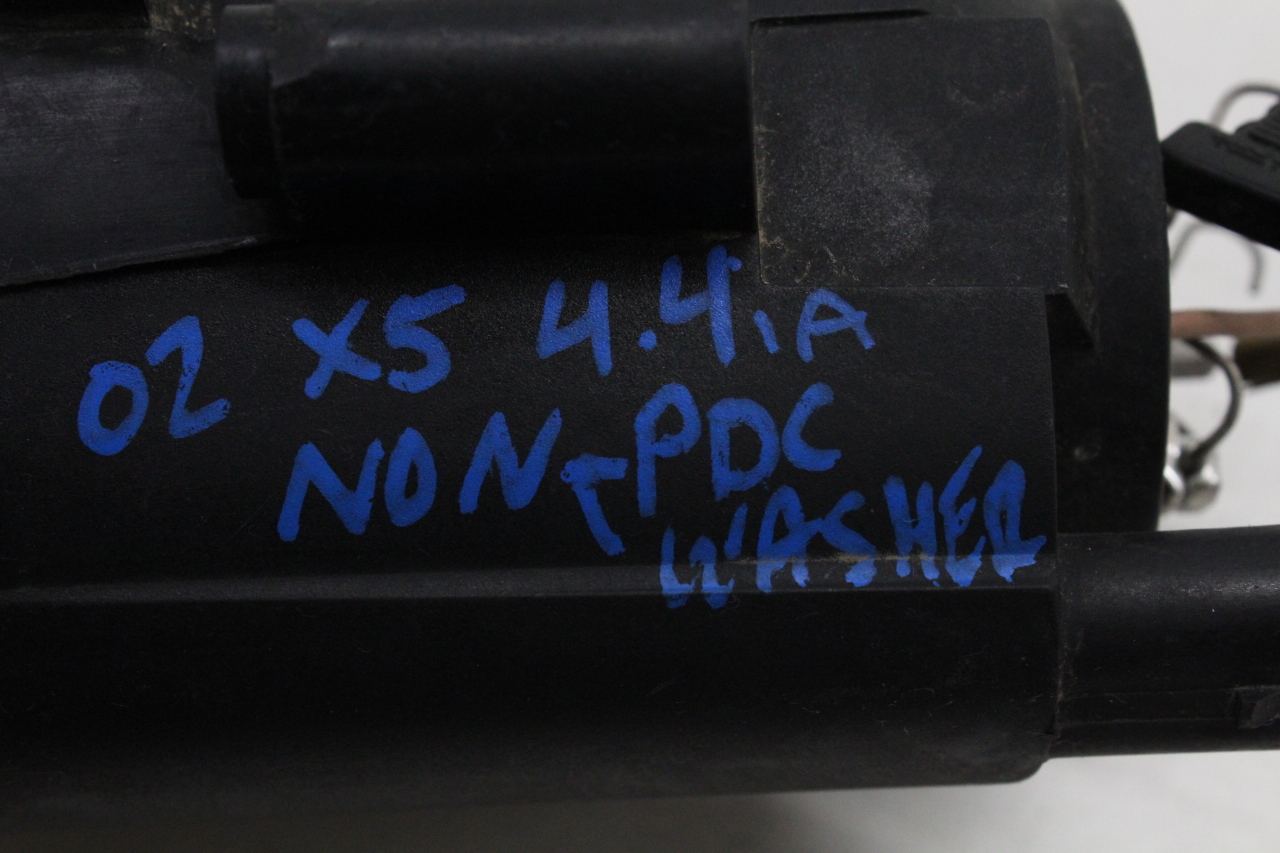 02 X5 4.4iA
NON-PDC
WASHER